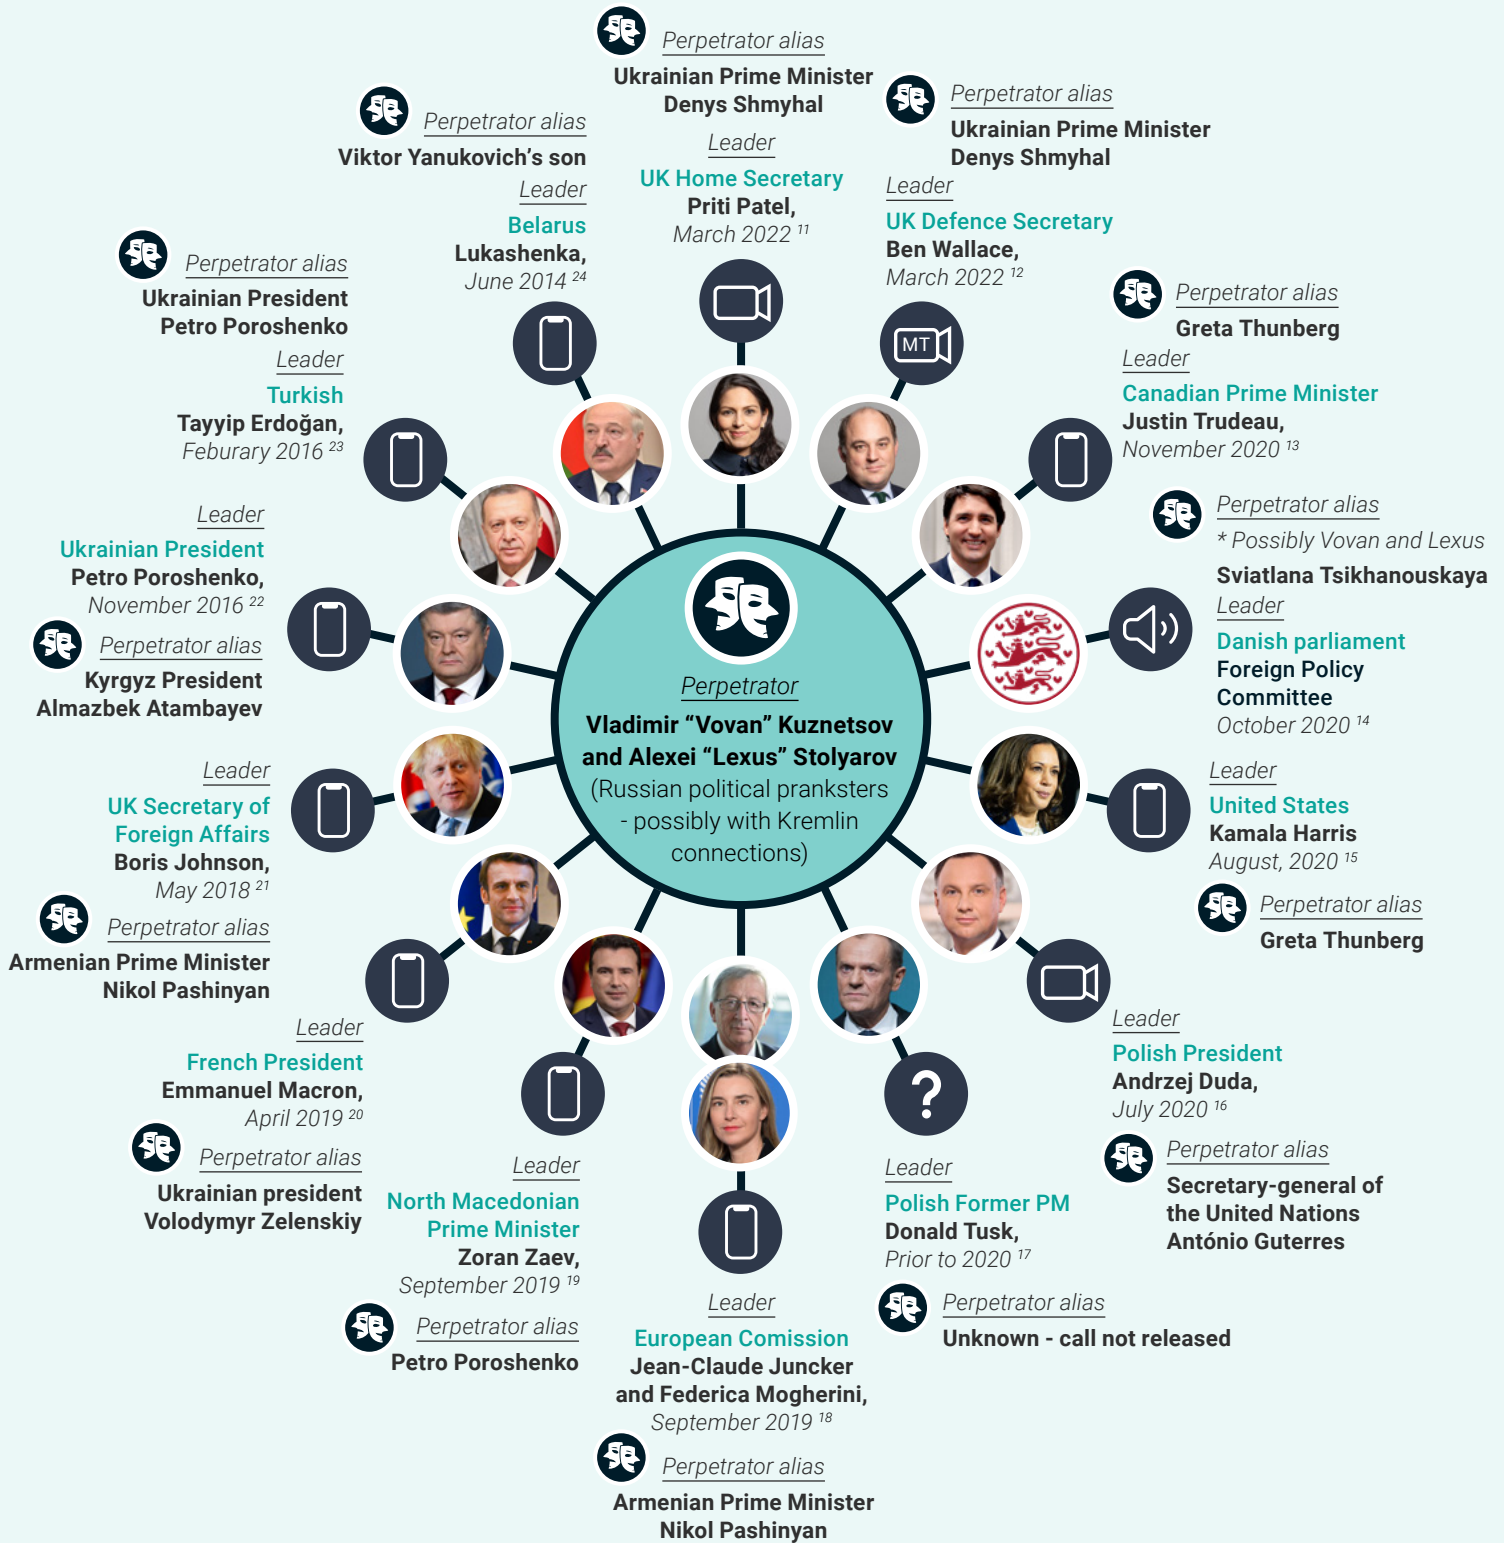 Perpetrator alias
Ukrainian Prime Minister
Denys Shmyhal
Leader
UK Home Secretary
Priti Patel,
March 2022 11
Perpetrator alias
Ukrainian Prime Minister
Denys Shmyhal
Leader
UK Defence Secretary
Ben Wallace,
March 2022 12
MT
Perpetrator alias
Greta Thunberg
Leader
Canadian Prime Minister
Justin Trudeau,
November 2020 13
Perpetrator alias
* Possibly Vovan and Lexus
Sviatlana Tsikhanouskaya
Leader
Danish parliament
Foreign Policy
Committee
October 2020 14
Leader
United States
Kamala Harris
August, 2020 15
Perpetrator alias
Greta Thunberg
Leader
Polish President
Andrzej Duda,
July 2020 16
Perpetrator alias
Secretary-general of
the United Nations
António Guterres
?
Leader
Polish Former PM
Donald Tusk,
Prior to 2020 17
Perpetrator alias
Unknown - call not released
Leader
European Comission
Jean-Claude Juncker
and Federica Mogherini,
September 2019 18
Perpetrator alias
Armenian Prime Minister
Nikol Pashinyan
Leader
North Macedonian
Prime Minister
Zoran Zaev,
September 2019 19
Perpetrator alias
Petro Poroshenko
Leader
French President
Emmanuel Macron,
April 2019 20
Perpetrator alias
Ukrainian president
Volodymyr Zelenskiy
Leader
UK Secretary of
Foreign Affairs
Boris Johnson,
May 2018 21
Perpetrator alias
Armenian Prime Minister
Nikol Pashinyan
Leader
Ukrainian President
Petro Poroshenko,
November 2016 22
Perpetrator alias
Kyrgyz President
Almazbek Atambayev
Perpetrator alias
Ukrainian President
Petro Poroshenko
Leader
Turkish
Tayyip Erdoğan,
Feburary 2016 23
Perpetrator alias
Viktor Yanukovich’s son
Leader
Belarus
Lukashenka,
June 2014 24
Perpetrator
Vladimir “Vovan” Kuznetsov
and Alexei “Lexus” Stolyarov
(Russian political pranksters
- possibly with Kremlin
connections)